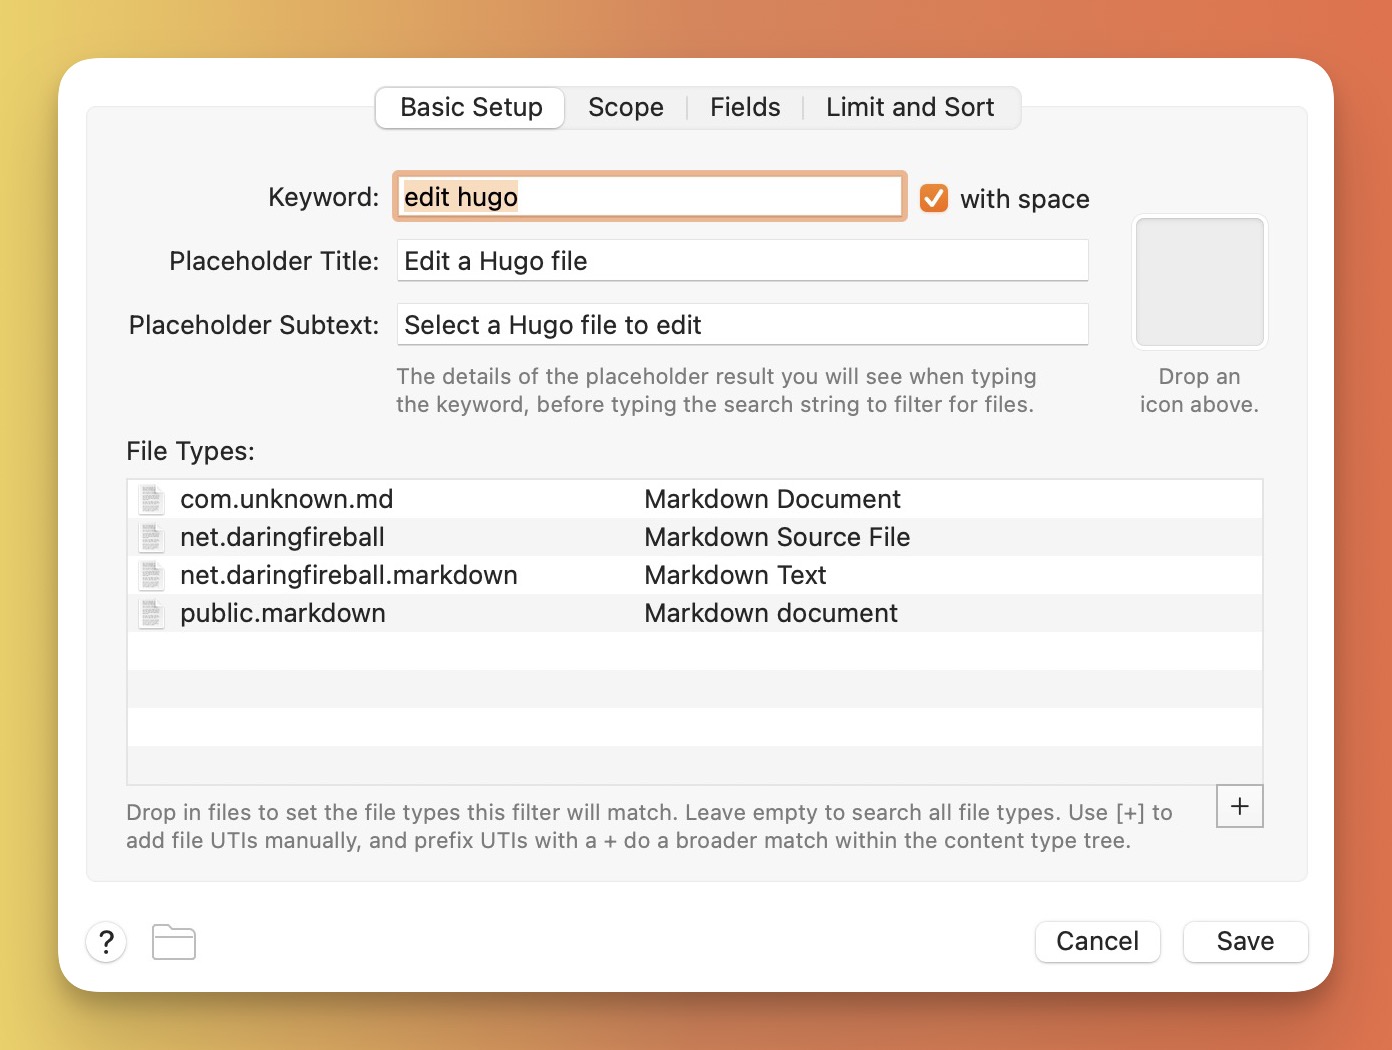 Basic Setup Scope Fields Limit and Sort
Keyword: edit hugo with space
Placeholder Title: Edit a Hugo file
Placeholder Subtext: Select a Hugo file to edit
The details of the placeholder result you will see when typing
the keyword, before typing the search string to filter for files.
Drop an
icon above.
File Types:
com.unknown.md Markdown Document
net.daringfireball Markdown Source File
net.daringfireball.markdown Markdown Text
public.markdown Markdown document
Drop in files to set the file types this filter will match. Leave empty to search all file types. Use [+] to
add file UTIs manually, and prefix UTIs with a + do a broader match within the content type tree.
+
? Cancel Save